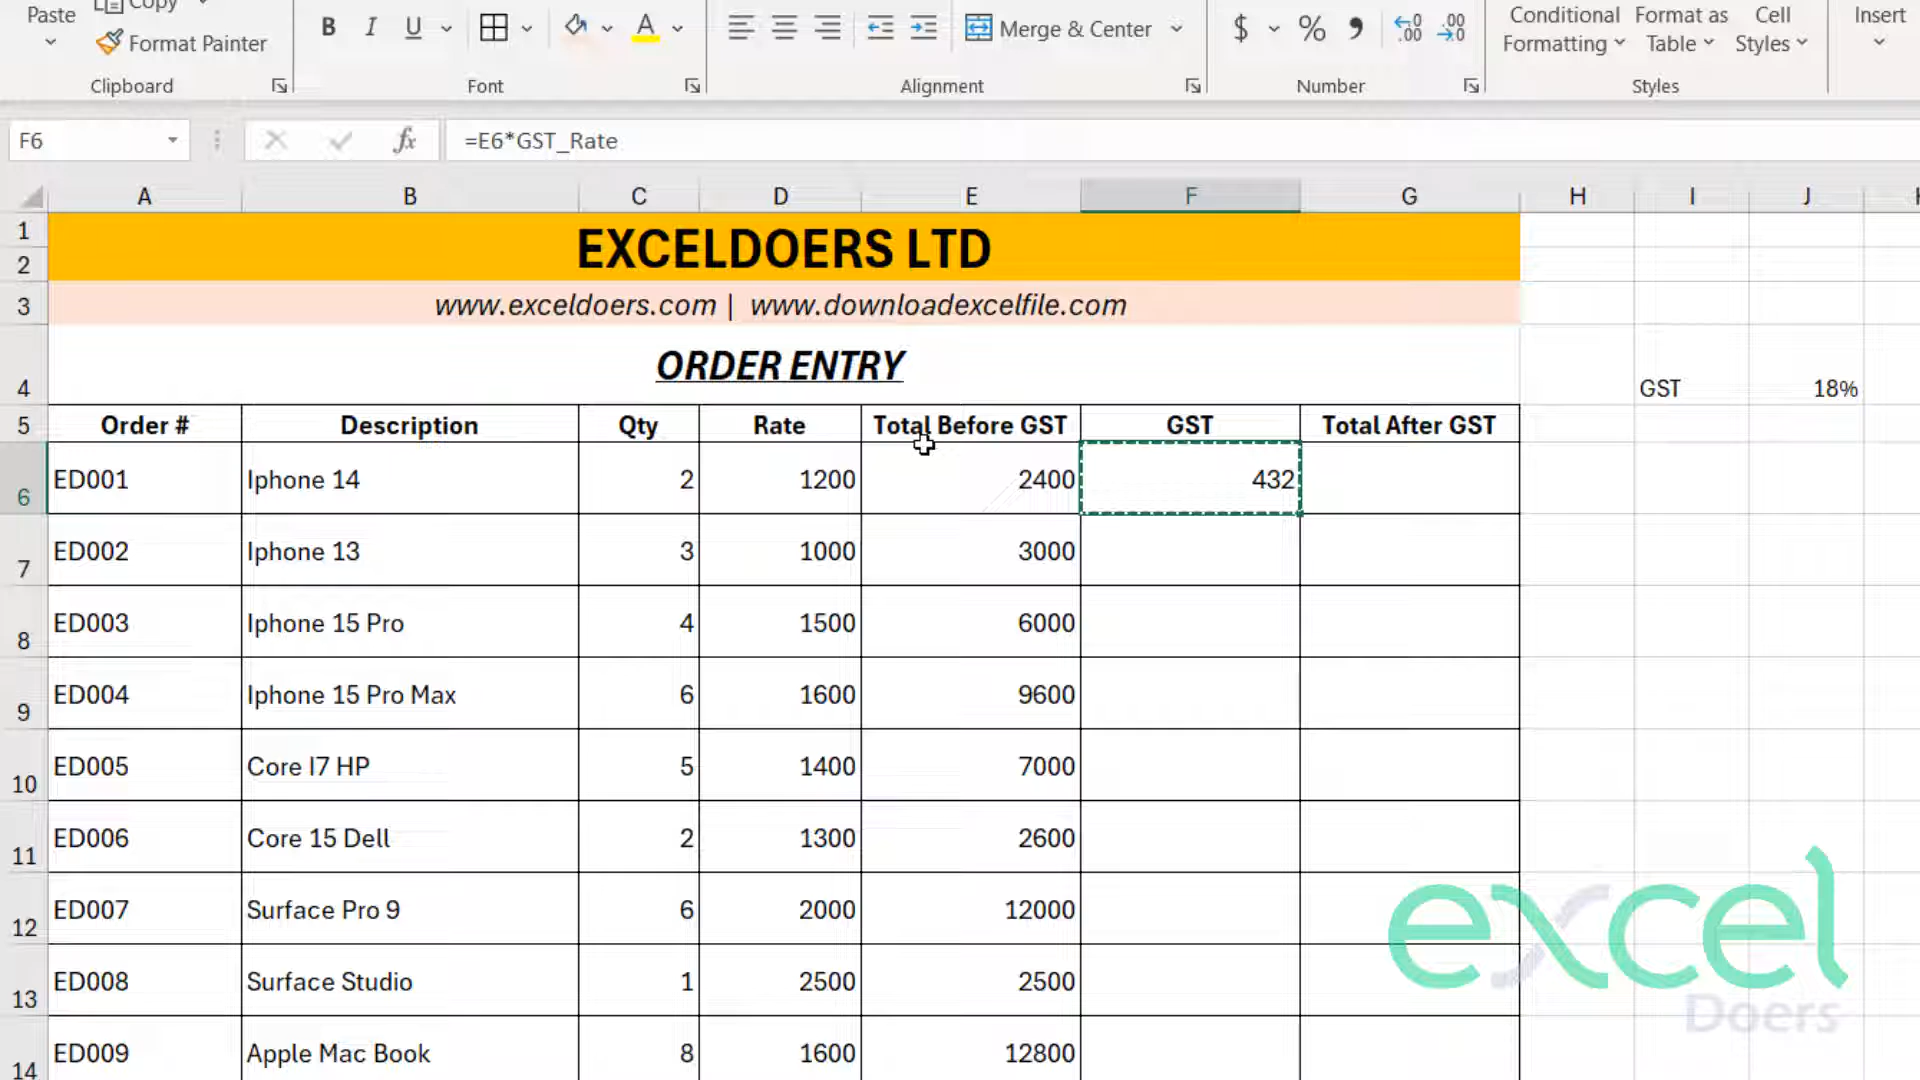 Paste Copy
Format Painter
B I U A
Merge & Center
$ % 9 .00 .00
Conditional Formatting
Format as Table
Cell Styles
Insert
Clipboard Font Alignment Number Styles
F6 fx =E6*GST_Rate
A B C D E F G H I J
1 EXCELDOERS LTD
2
3 www.exceldoers.com | www.downloadexcelfile.com
4 ORDER ENTRY GST 18%
5 Order # Description Qty Rate Total Before GST GST Total After GST
6 ED001 Iphone 14 2 1200 2400 432
7 ED002 Iphone 13 3 1000 3000
8 ED003 Iphone 15 Pro 4 1500 6000
9 ED004 Iphone 15 Pro Max 6 1600 9600
10 ED005 Core I7 HP 5 1400 7000
11 ED006 Core 15 Dell 2 1300 2600
12 ED007 Surface Pro 9 6 2000 12000
13 ED008 Surface Studio 1 2500 2500
14 ED009 Apple Mac Book 8 1600 12800
excel
Doers